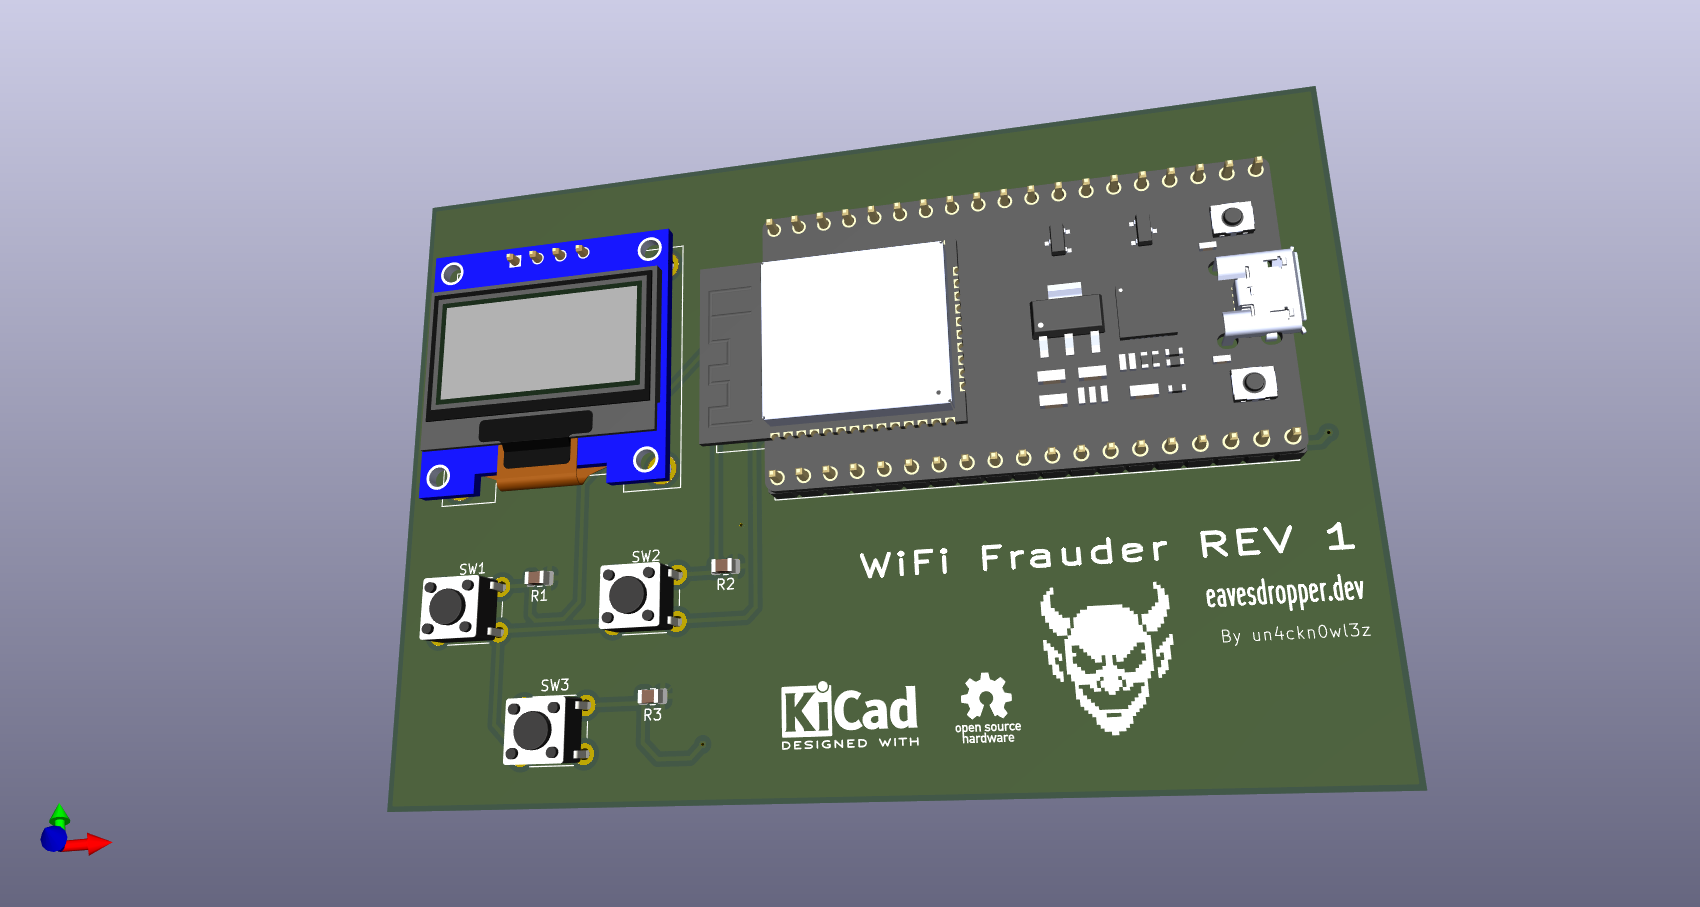 SW1
R1
SW2
R2
SW3
R3
WiFi Frauder REV 1
eavesdropper.dev
By un4ckn0wl3z
KiCad
DESIGNED WITH
open source
hardware